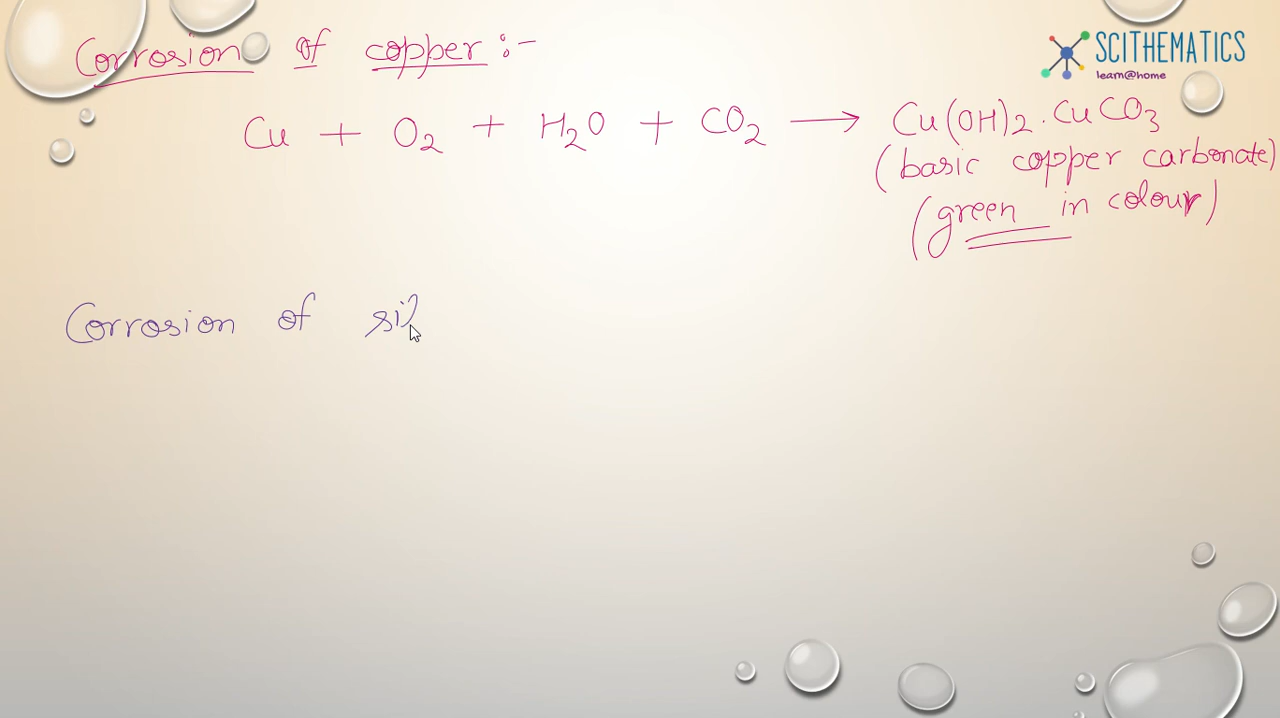 Corrosion of copper :-
SCITHEMATICS
learn@home
Cu + O2 + H2O + CO2 → Cu(OH)2.CuCO3
(basic copper carbonate)
(green in colour)
Corrosion of sil